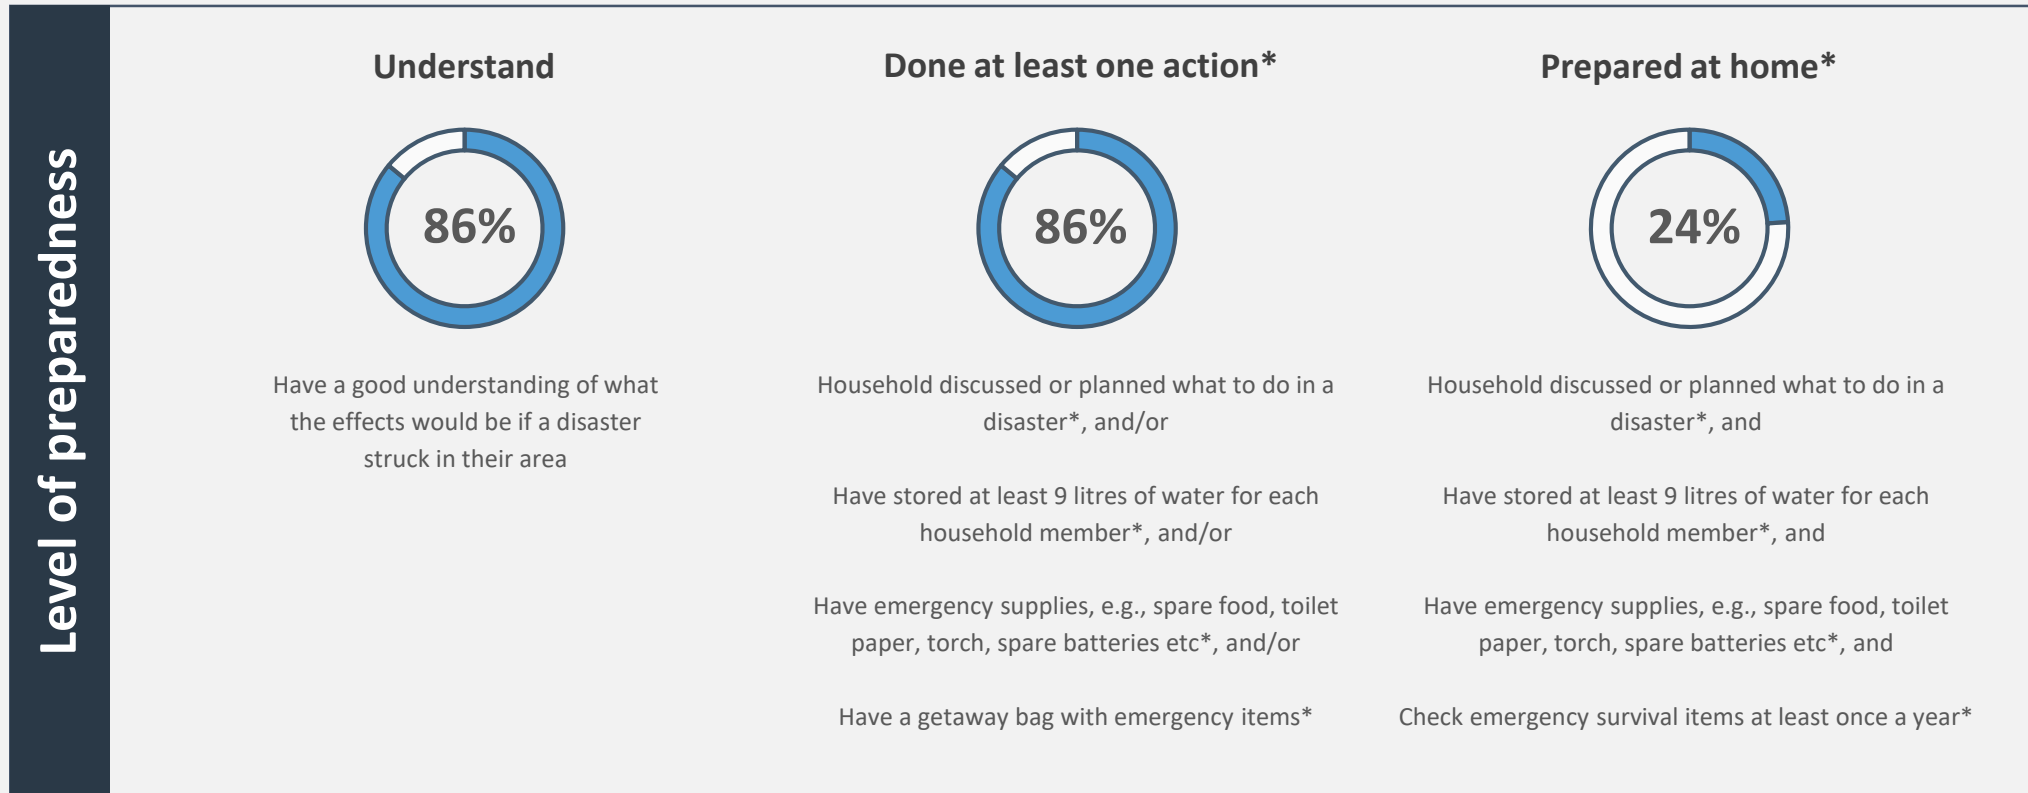 Level of preparedness
Understand
86%
Have a good understanding of what
the effects would be if a disaster
struck in their area
Done at least one action*
86%
Household discussed or planned what to do in a
disaster*, and/or
Have stored at least 9 litres of water for each
household member*, and/or
Have emergency supplies, e.g., spare food, toilet
paper, torch, spare batteries etc*, and/or
Have a getaway bag with emergency items*
Prepared at home*
24%
Household discussed or planned what to do in a
disaster*, and
Have stored at least 9 litres of water for each
household member*, and
Have emergency supplies, e.g., spare food, toilet
paper, torch, spare batteries etc*, and
Check emergency survival items at least once a year*